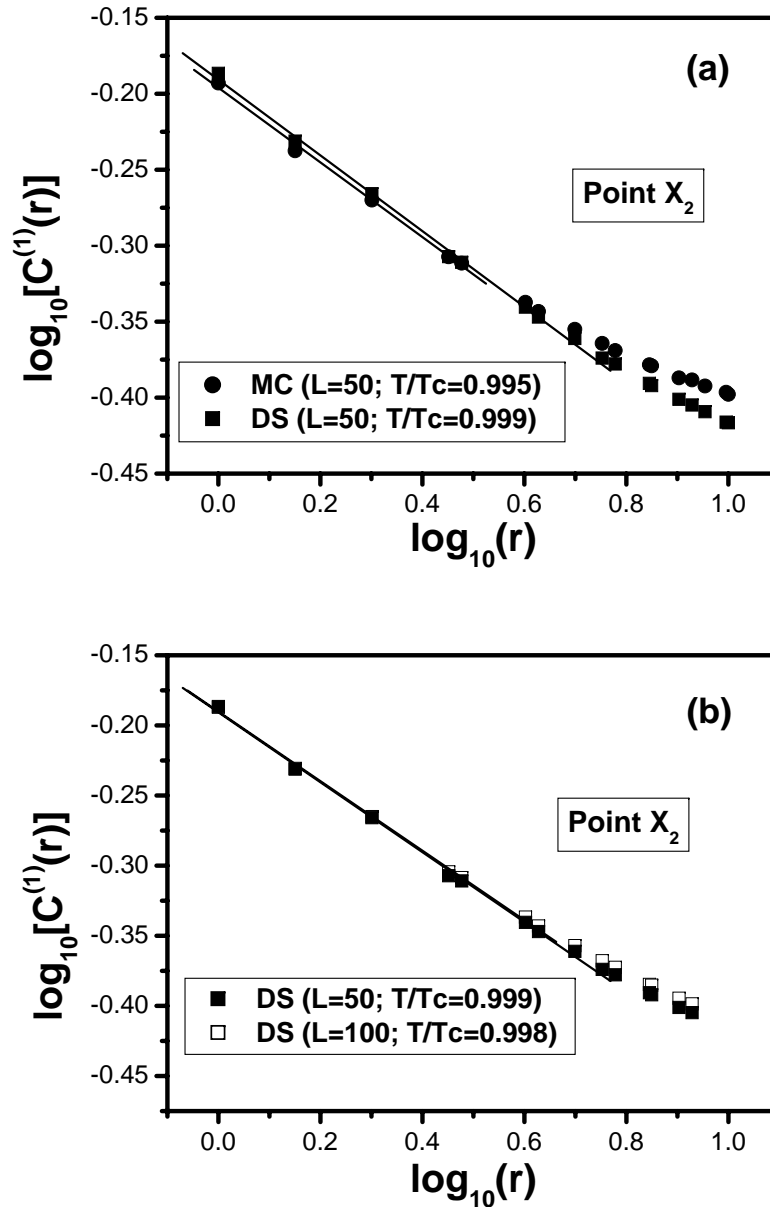 -0.15
(a)
-0.20
-0.25
Point X₂
-0.30
-0.35
-0.40
-0.45
log₁₀[C⁽¹⁾(r)]
MC (L=50; T/Tc=0.995)
DS (L=50; T/Tc=0.999)
0.0 0.2 0.4 0.6 0.8 1.0
log₁₀(r)
-0.15
(b)
-0.20
-0.25
Point X₂
-0.30
-0.35
-0.40
-0.45
log₁₀[C⁽¹⁾(r)]
DS (L=50; T/Tc=0.999)
DS (L=100; T/Tc=0.998)
0.0 0.2 0.4 0.6 0.8 1.0
log₁₀(r)